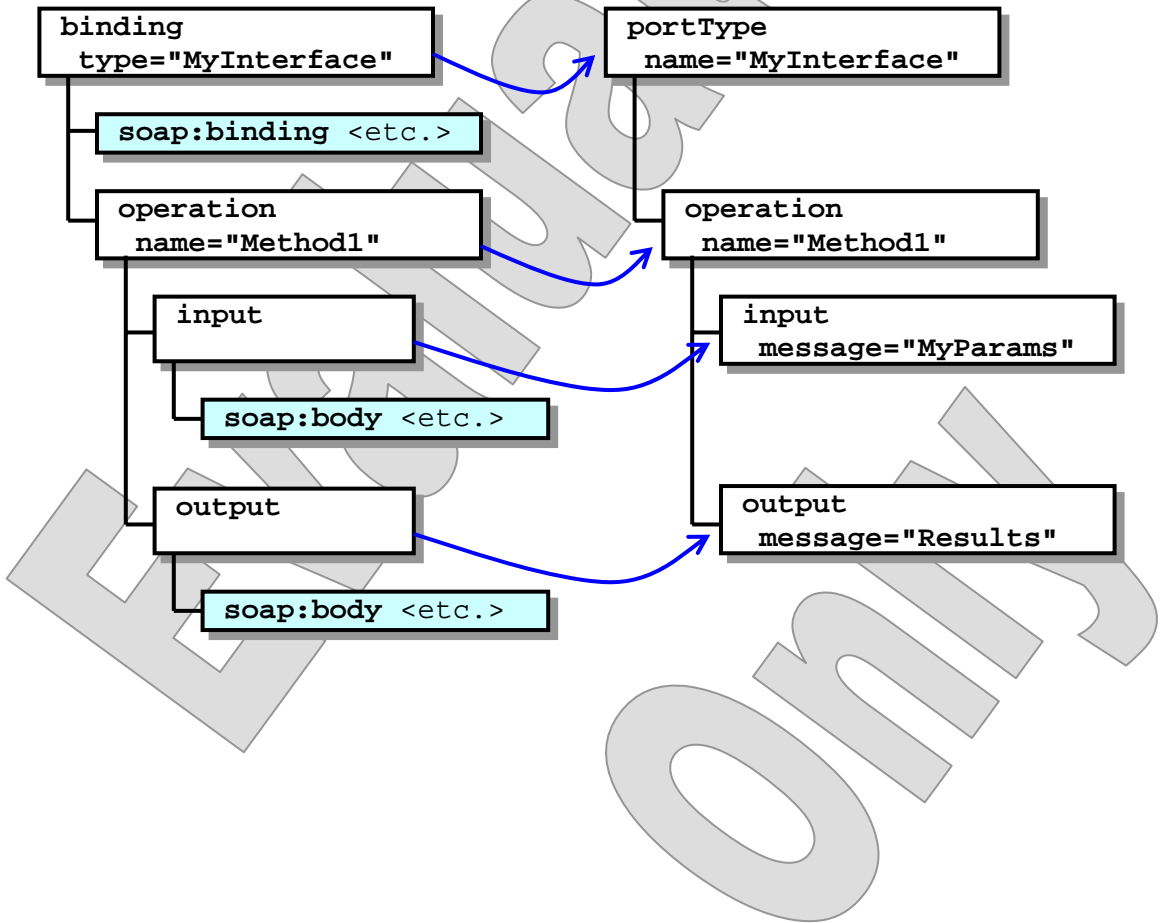 binding
type="MyInterface"
soap:binding <etc.>
operation
name="Method1"
input
soap:body <etc.>
output
soap:body <etc.>
portType
name="MyInterface"
operation
name="Method1"
input
message="MyParams"
output
message="Results"
Only